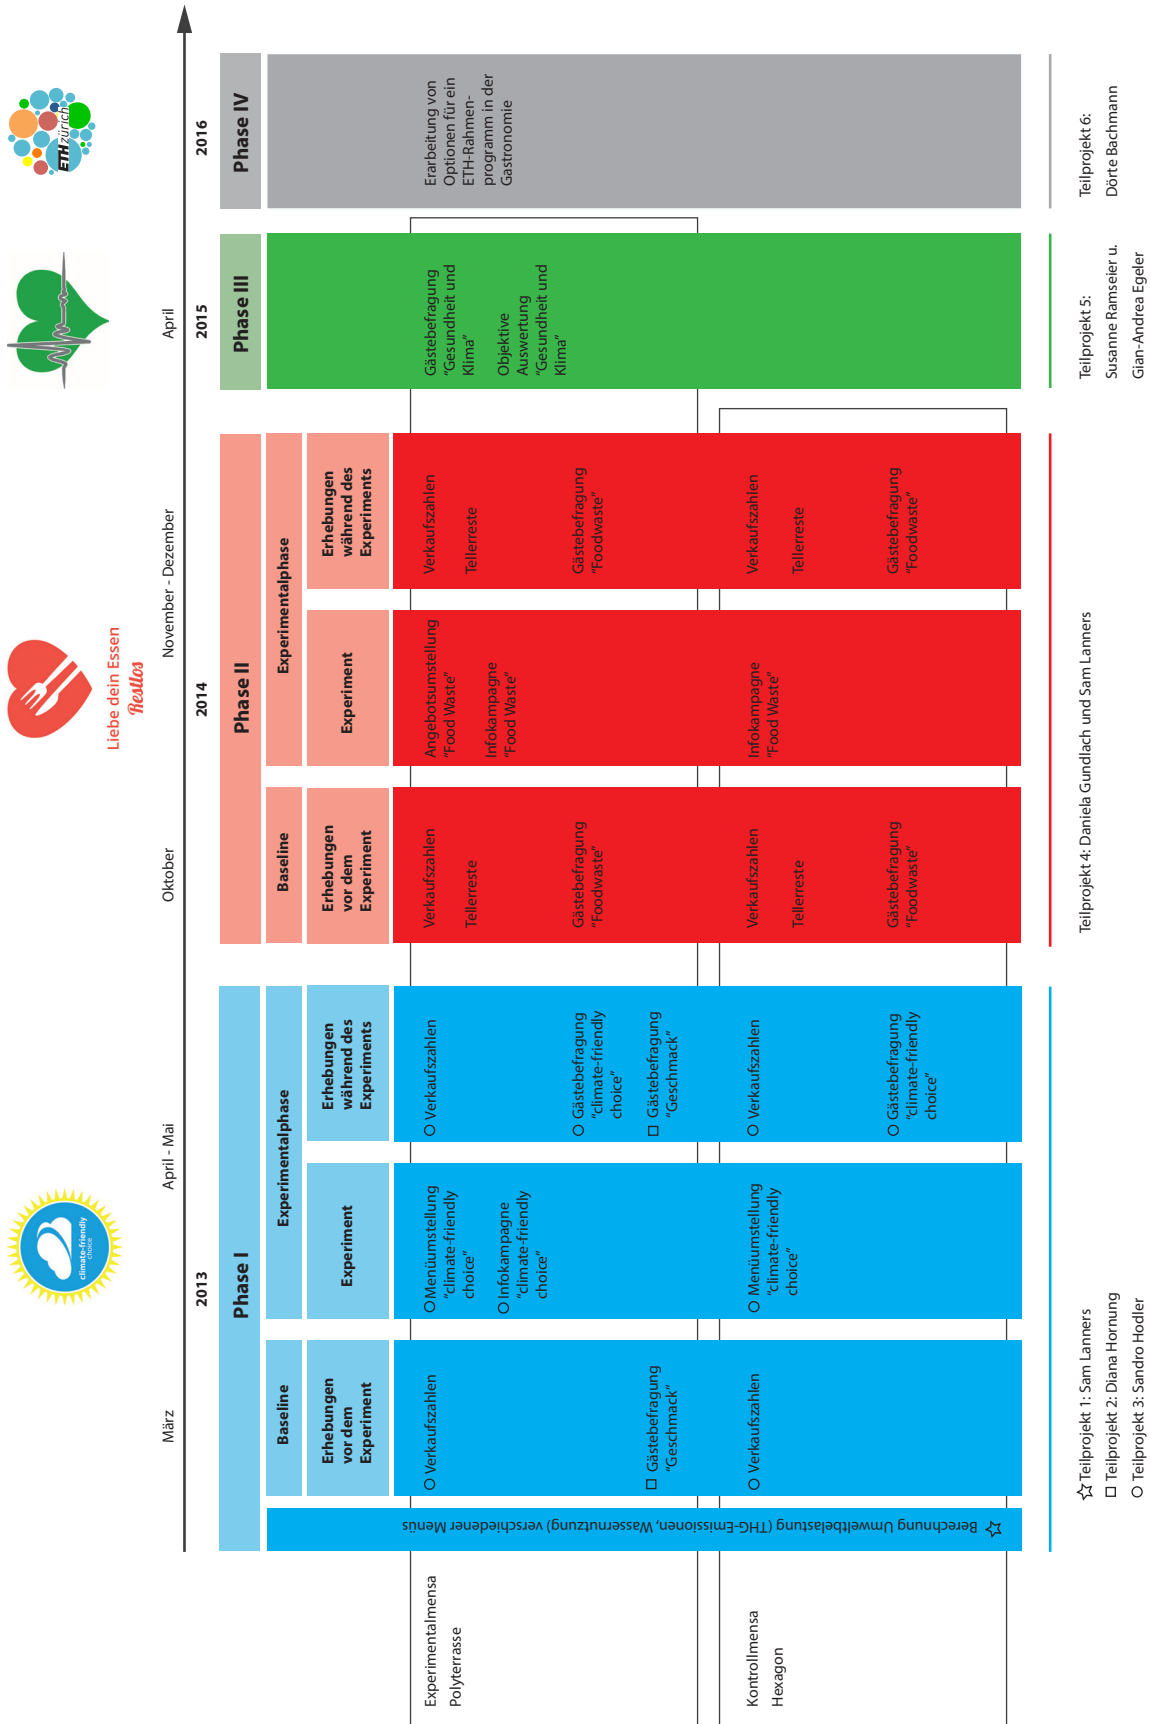 climate-friendly
choice
Liebe dein Essen
Restlos
ETH zürich
März
April - Mai
Oktober
November - Dezember
April
2013
2014
2015
2016
Phase I
Phase II
Phase III
Phase IV
Baseline
Experimentalphase
Baseline
Experimentalphase
Erhebungen
vor dem
Experiment
Experiment
Erhebungen
während des
Experiments
Erhebungen
vor dem
Experiment
Experiment
Erhebungen
während des
Experiments
Berechnung Umweltbelastung (THG-Emissionen, Wassernutzung) verschiedener Menüs
Experimentalmensa
Polyterrasse
Verkaufszahlen
Gästebefragung
“Geschmack”
Menüumstellung
“climate-friendly
choice”
Infokampagne
“climate-friendly
choice”
Verkaufszahlen
Gästebefragung
“climate-friendly
choice”
Gästebefragung
“Geschmack”
Verkaufszahlen
Tellerreste
Gästebefragung
“Foodwaste”
Angebotsumstellung
“Food Waste”
Infokampagne
“Food Waste”
Verkaufszahlen
Tellerreste
Gästebefragung
“Foodwaste”
Gästebefragung
“Gesundheit und
Klima”
Objektive
Auswertung
“Gesundheit und
Klima”
Erarbeitung von
Optionen für ein
ETH-Rahmen-
programm in der
Gastronomie
Kontrollmensa
Hexagon
Verkaufszahlen
Menüumstellung
“climate-friendly
choice”
Verkaufszahlen
Gästebefragung
“climate-friendly
choice”
Verkaufszahlen
Tellerreste
Gästebefragung
“Foodwaste”
Infokampagne
“Food Waste”
Verkaufszahlen
Tellerreste
Gästebefragung
“Foodwaste”
Teilprojekt 1: Sam Lanners
Teilprojekt 2: Diana Hornung
Teilprojekt 3: Sandro Hodler
Teilprojekt 4: Daniela Gundlach und Sam Lanners
Teilprojekt 5:
Susanne Ramseier u.
Gian-Andrea Egeler
Teilprojekt 6:
Dörte Bachmann